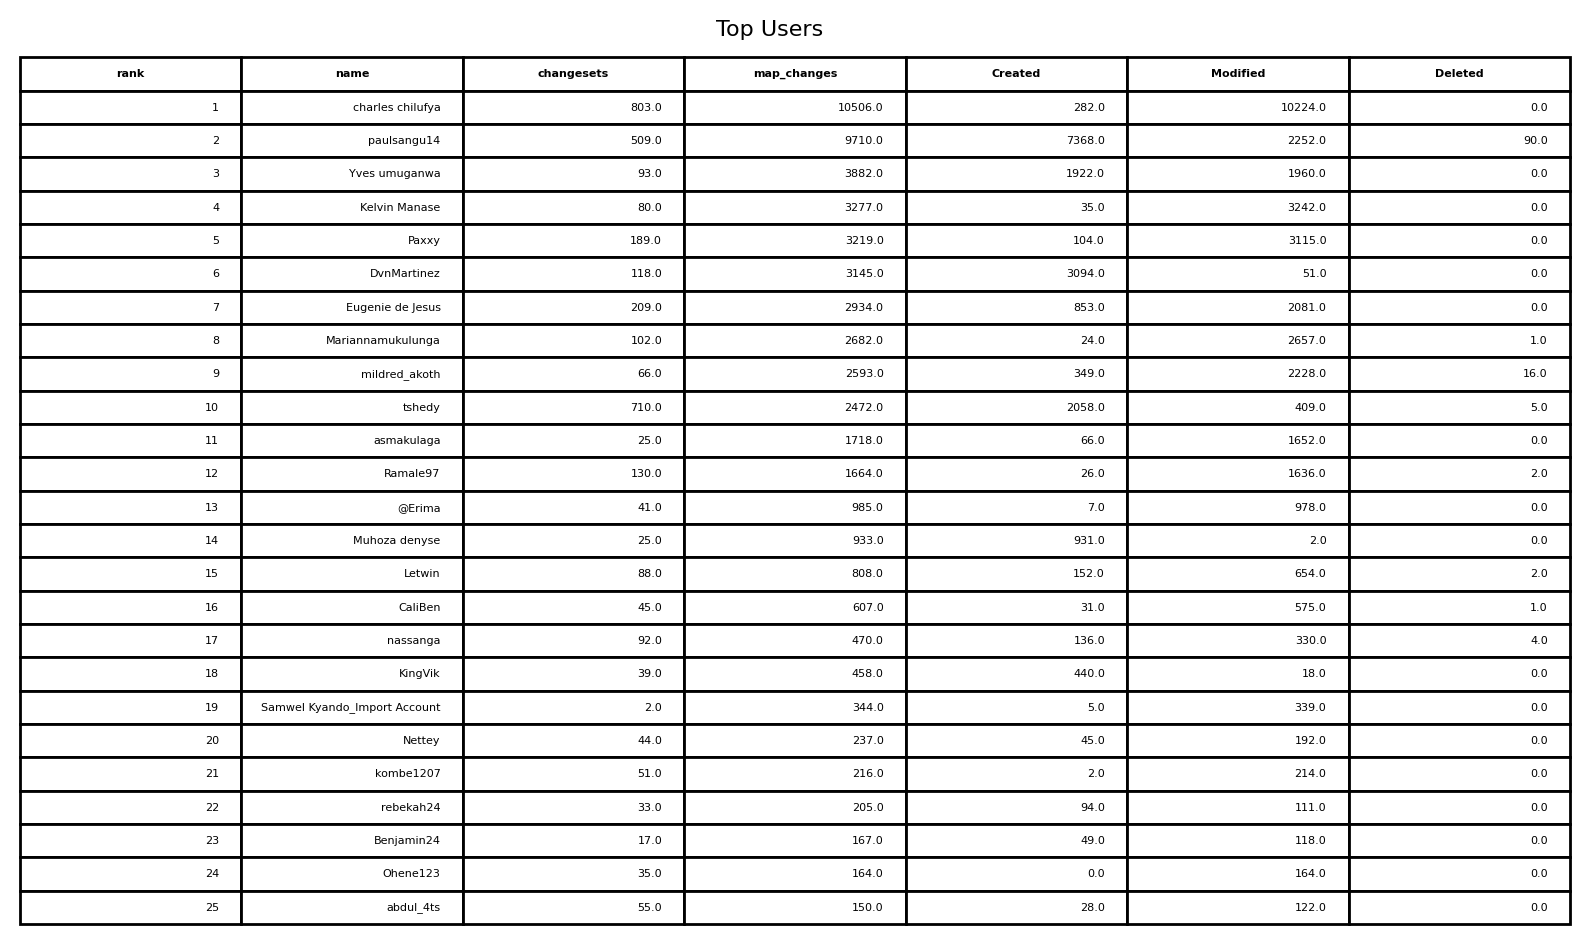 Top Users
rank name changesets map_changes Created Modified Deleted
1 charles chilufya 803.0 10506.0 282.0 10224.0 0.0
2 paulsangu14 509.0 9710.0 7368.0 2252.0 90.0
3 Yves umuganwa 93.0 3882.0 1922.0 1960.0 0.0
4 Kelvin Manase 80.0 3277.0 35.0 3242.0 0.0
5 Paxxy 189.0 3219.0 104.0 3115.0 0.0
6 DvnMartinez 118.0 3145.0 3094.0 51.0 0.0
7 Eugenie de Jesus 209.0 2934.0 853.0 2081.0 0.0
8 Mariannamukulunga 102.0 2682.0 24.0 2657.0 1.0
9 mildred_akoth 66.0 2593.0 349.0 2228.0 16.0
10 tshedy 710.0 2472.0 2058.0 409.0 5.0
11 asmakulaga 25.0 1718.0 66.0 1652.0 0.0
12 Ramale97 130.0 1664.0 26.0 1636.0 2.0
13 @Erima 41.0 985.0 7.0 978.0 0.0
14 Muhoza denyse 25.0 933.0 931.0 2.0 0.0
15 Letwin 88.0 808.0 152.0 654.0 2.0
16 CaliBen 45.0 607.0 31.0 575.0 1.0
17 nassanga 92.0 470.0 136.0 330.0 4.0
18 KingVik 39.0 458.0 440.0 18.0 0.0
19 Samwel Kyando_Import Account 2.0 344.0 5.0 339.0 0.0
20 Nettey 44.0 237.0 45.0 192.0 0.0
21 kombe1207 51.0 216.0 2.0 214.0 0.0
22 rebekah24 33.0 205.0 94.0 111.0 0.0
23 Benjamin24 17.0 167.0 49.0 118.0 0.0
24 Ohene123 35.0 164.0 0.0 164.0 0.0
25 abdul_4ts 55.0 150.0 28.0 122.0 0.0